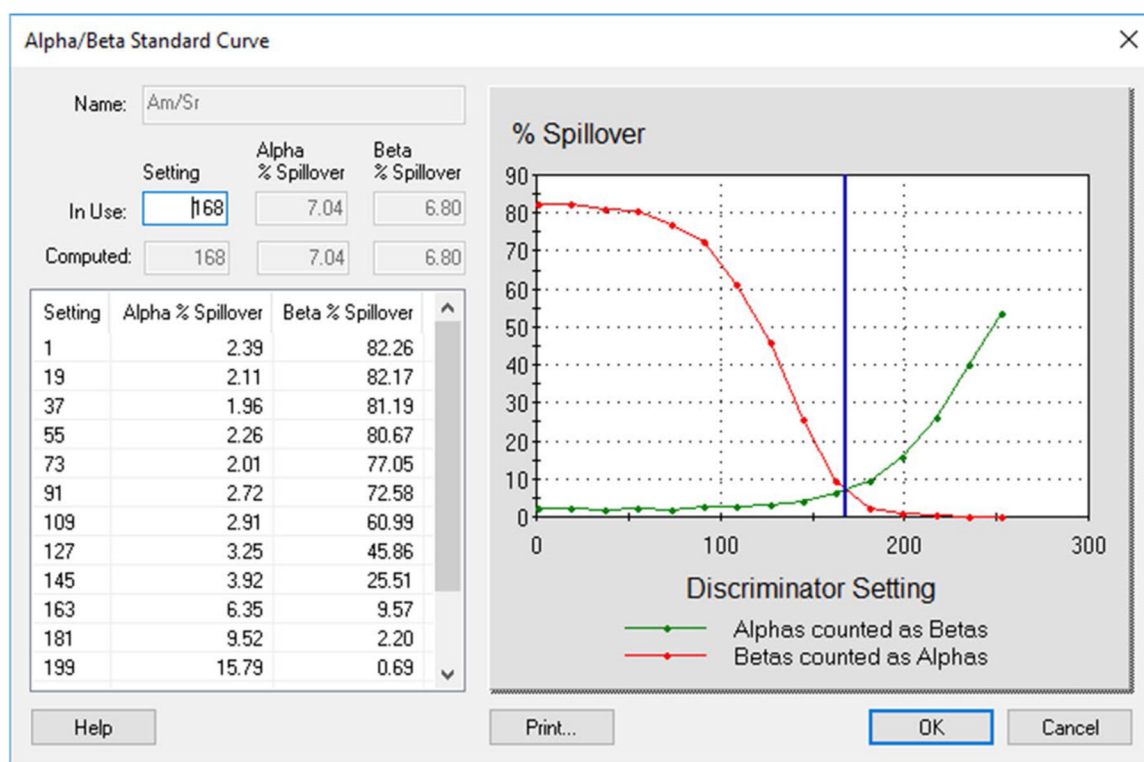 Alpha/Beta Standard Curve
Name: Am/Sr
Setting Alpha % Spillover Beta % Spillover
In Use: 168 7.04 6.80
Computed: 168 7.04 6.80
Setting Alpha % Spillover Beta % Spillover
1 2.39 82.26
19 2.11 82.17
37 1.96 81.19
55 2.26 80.67
73 2.01 77.05
91 2.72 72.58
109 2.91 60.99
127 3.25 45.86
145 3.92 25.51
163 6.35 9.57
181 9.52 2.20
199 15.79 0.69
% Spillover
90
80
70
60
50
40
30
20
10
0
0 100 200 300
Discriminator Setting
Alphas counted as Betas
Betas counted as Alphas
Help Print... OK Cancel